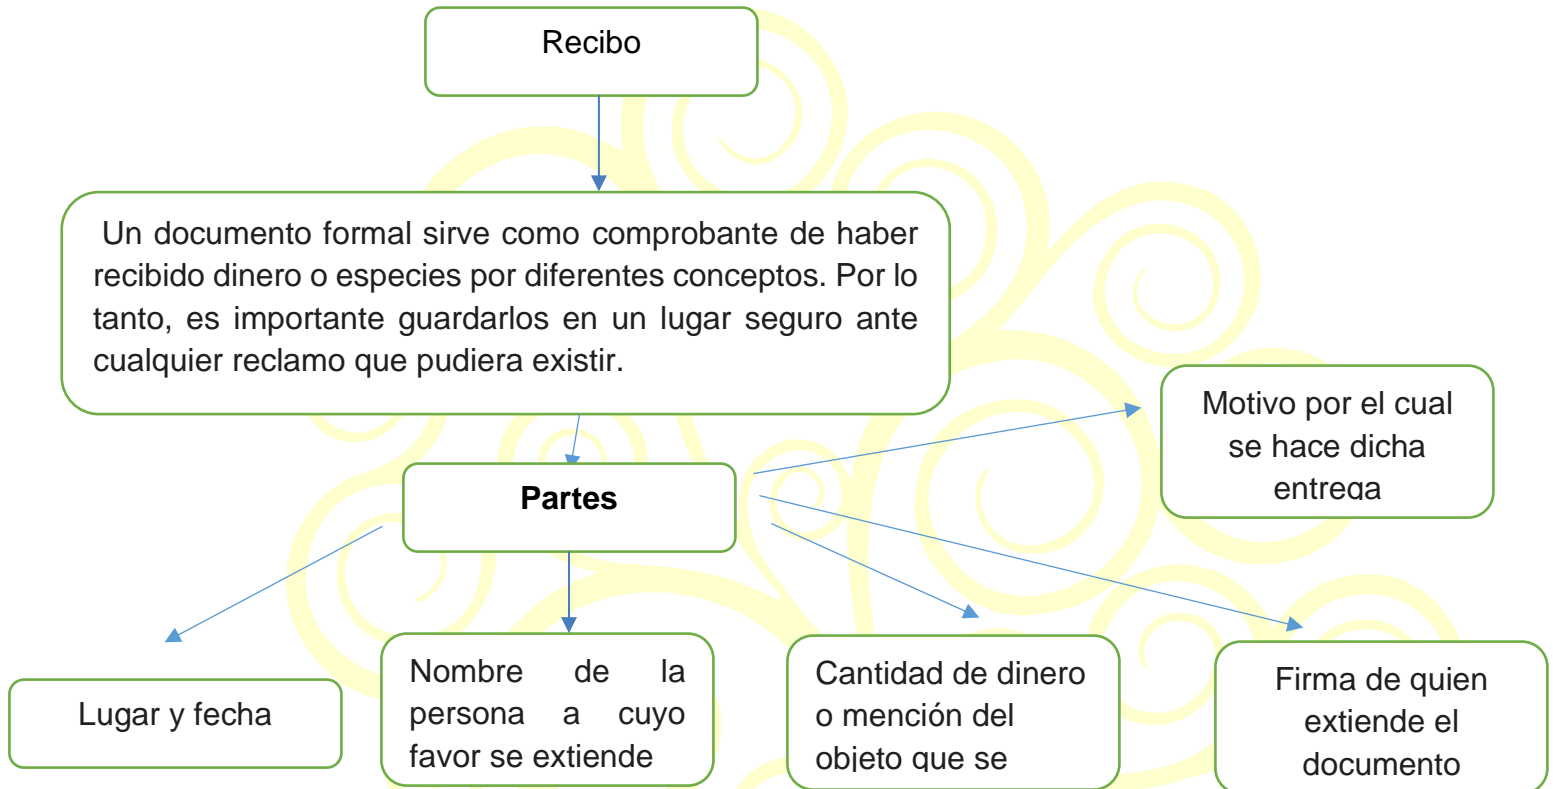 Recibo
Un documento formal sirve como comprobante de haber
recibido dinero o especies por diferentes conceptos. Por lo
tanto, es importante guardarlos en un lugar seguro ante
cualquier reclamo que pudiera existir.
Motivo por el cual
se hace dicha
entrega
Partes
Lugar y fecha
Nombre de la
persona a cuyo
favor se extiende
Cantidad de dinero
o mención del
objeto que se
Firma de quien
extiende el
documento